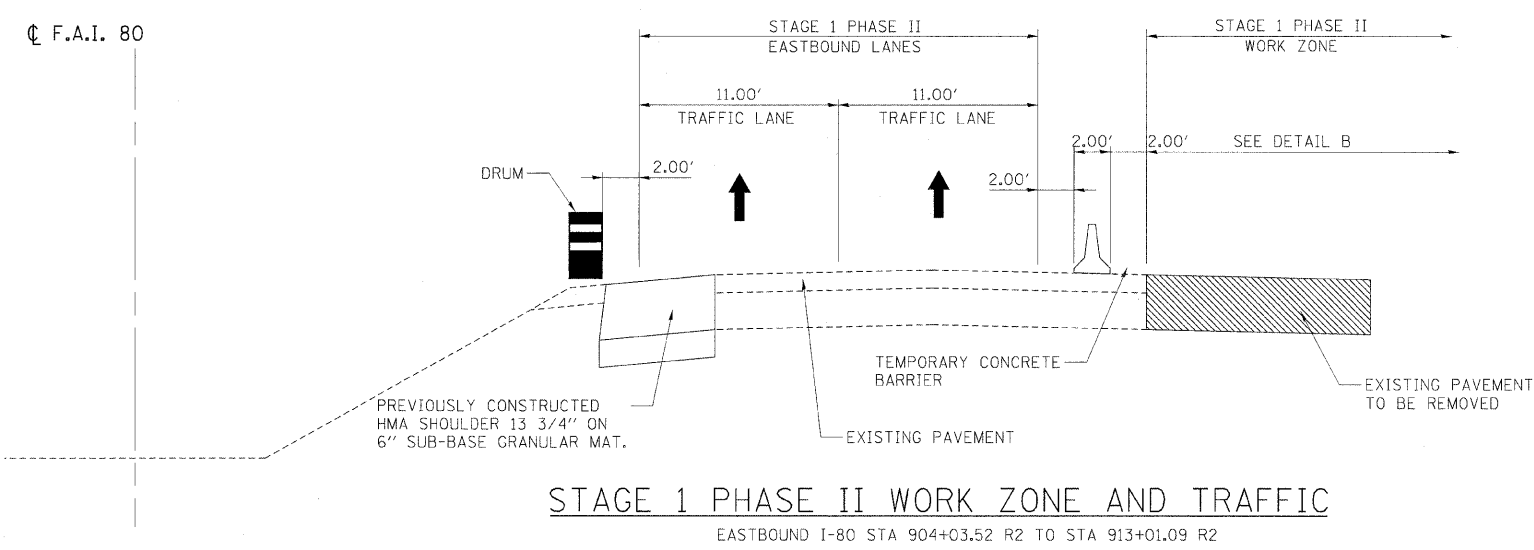 ℄ F.A.I. 80
STAGE 1 PHASE II
EASTBOUND LANES
STAGE 1 PHASE II
WORK ZONE
11.00'
TRAFFIC LANE
11.00'
TRAFFIC LANE
2.00'
2.00'
SEE DETAIL B
DRUM
2.00'
2.00'
TEMPORARY CONCRETE
BARRIER
EXISTING PAVEMENT
TO BE REMOVED
PREVIOUSLY CONSTRUCTED
HMA SHOULDER 13 3/4" ON
6" SUB-BASE GRANULAR MAT.
EXISTING PAVEMENT
STAGE 1 PHASE II WORK ZONE AND TRAFFIC
EASTBOUND I-80 STA 904+03.52 R2 TO STA 913+01.09 R2